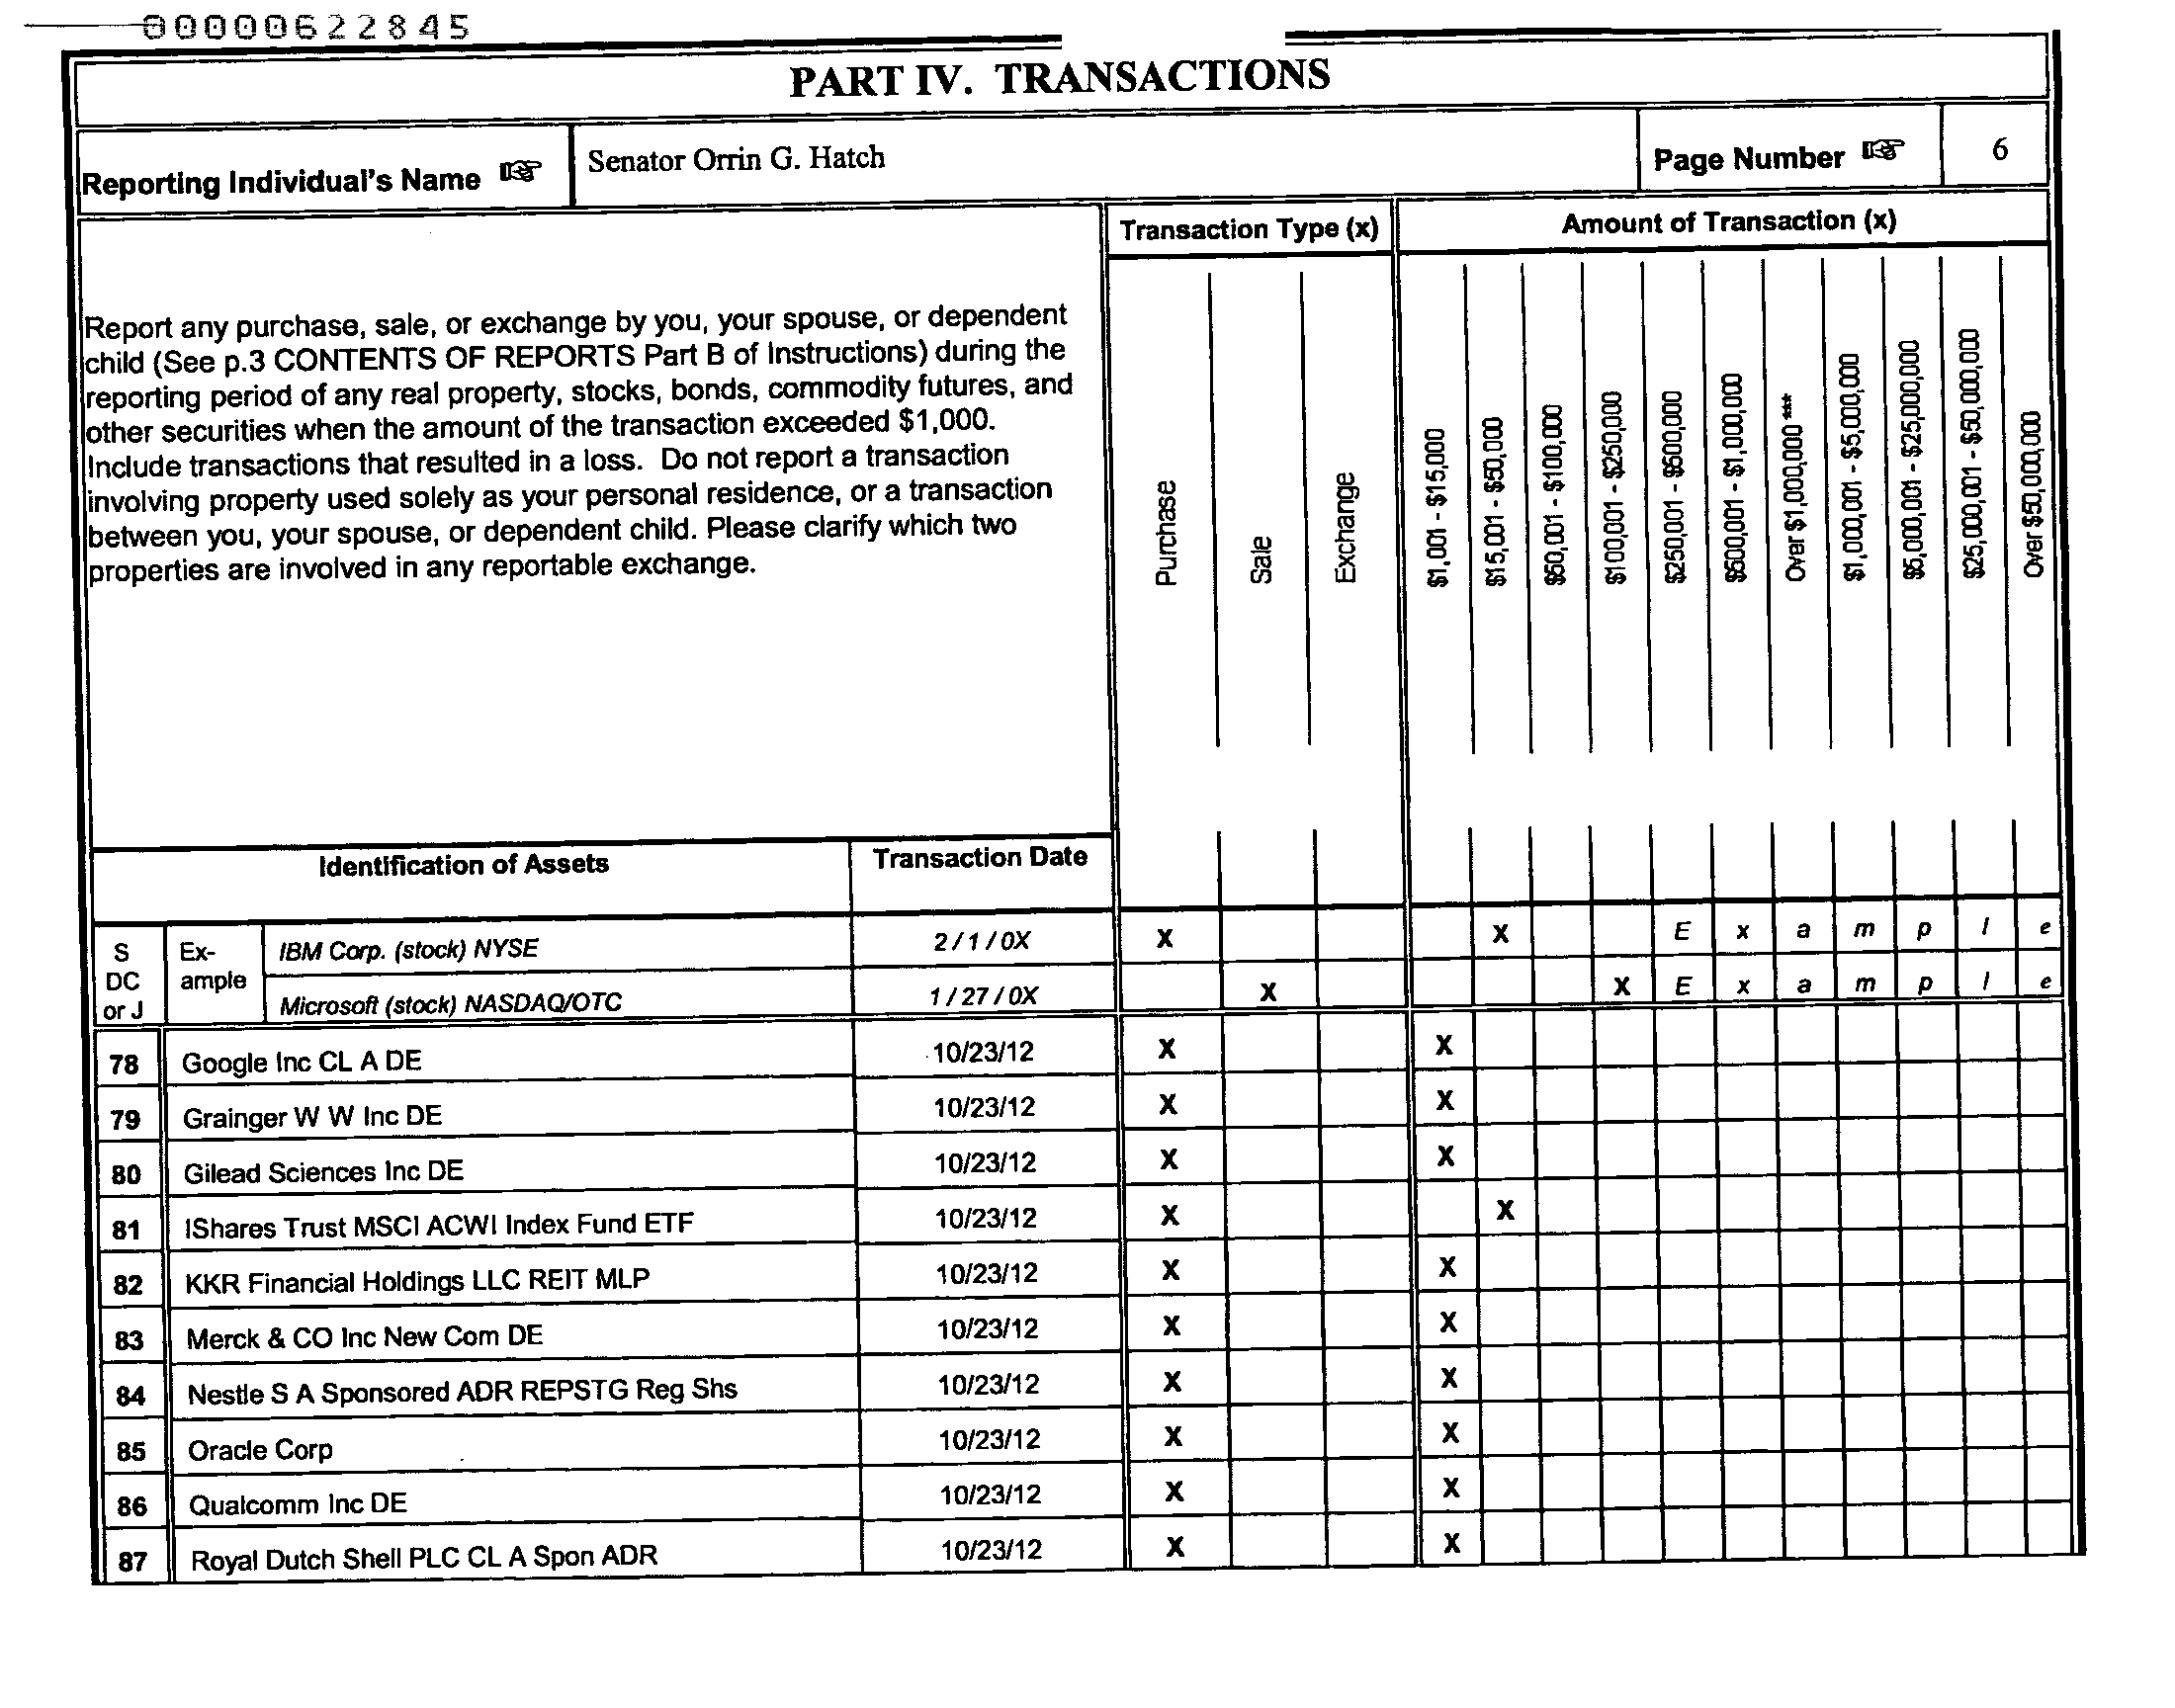 00000622845
PART IV. TRANSACTIONS
Reporting Individual's Name ☞ Senator Orrin G. Hatch Page Number ☞ 6
Transaction Type (x) Amount of Transaction (x)
Report any purchase, sale, or exchange by you, your spouse, or dependent
child (See p.3 CONTENTS OF REPORTS Part B of Instructions) during the
reporting period of any real property, stocks, bonds, commodity futures, and
other securities when the amount of the transaction exceeded $1,000.
Include transactions that resulted in a loss. Do not report a transaction
involving property used solely as your personal residence, or a transaction
between you, your spouse, or dependent child. Please clarify which two
properties are involved in any reportable exchange.
Purchase
Sale
Exchange
$1,001 - $15,000
$15,001 - $50,000
$50,001 - $100,000
$100,001 - $250,000
$250,001 - $500,000
$500,001 - $1,000,000
Over $1,000,000 ***
$1,000,001 - $5,000,000
$5,000,001 - $25,000,000
$25,000,001 - $50,000,000
Over $50,000,000
Identification of Assets Transaction Date
S DC or J
Ex-ample
IBM Corp. (stock) NYSE 2 / 1 / 0X X X E x a m p l e
Microsoft (stock) NASDAQ/OTC 1 / 27 / 0X X X E x a m p l e
78 Google Inc CL A DE 10/23/12 X X
79 Grainger W W Inc DE 10/23/12 X X
80 Gilead Sciences Inc DE 10/23/12 X X
81 IShares Trust MSCI ACWI Index Fund ETF 10/23/12 X X
82 KKR Financial Holdings LLC REIT MLP 10/23/12 X X
83 Merck & CO Inc New Com DE 10/23/12 X X
84 Nestle S A Sponsored ADR REPSTG Reg Shs 10/23/12 X X
85 Oracle Corp 10/23/12 X X
86 Qualcomm Inc DE 10/23/12 X X
87 Royal Dutch Shell PLC CL A Spon ADR 10/23/12 X X